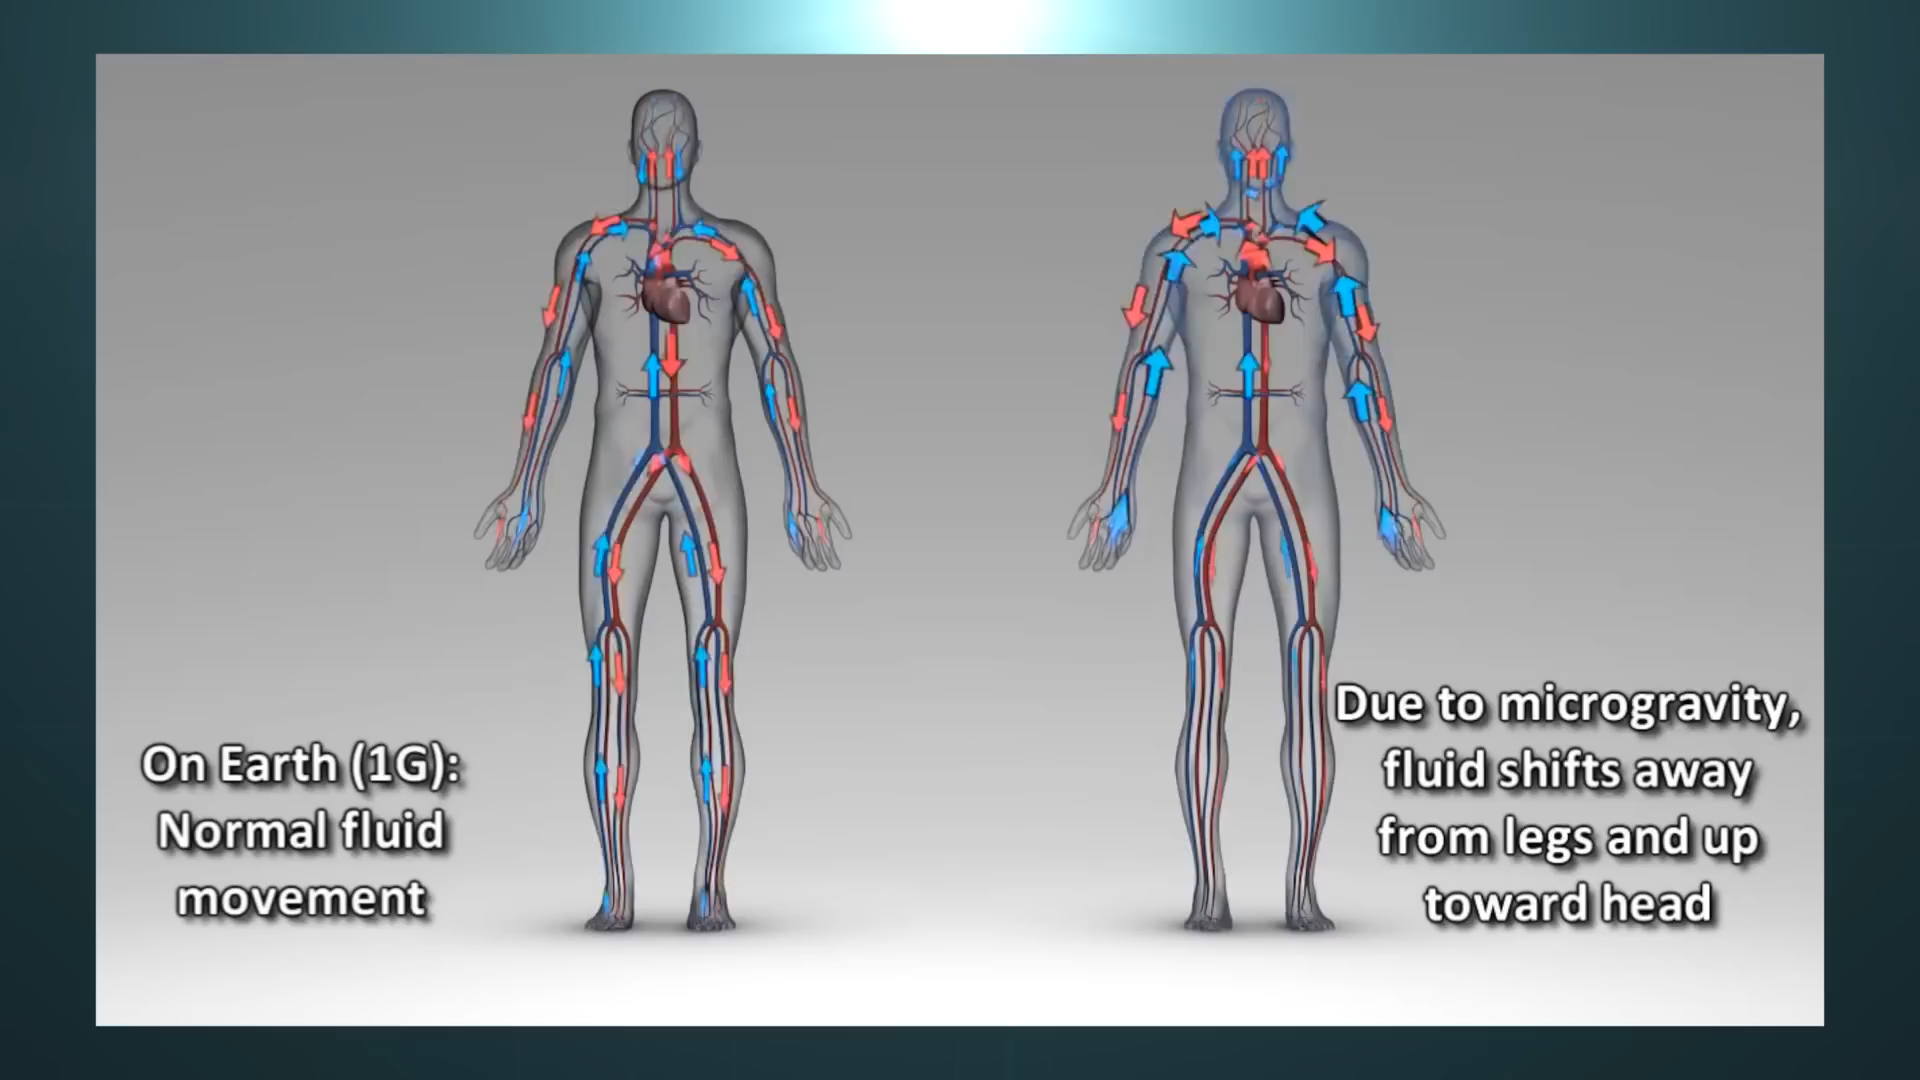 On Earth (1G):
Normal fluid
movement
Due to microgravity,
fluid shifts away
from legs and up
toward head